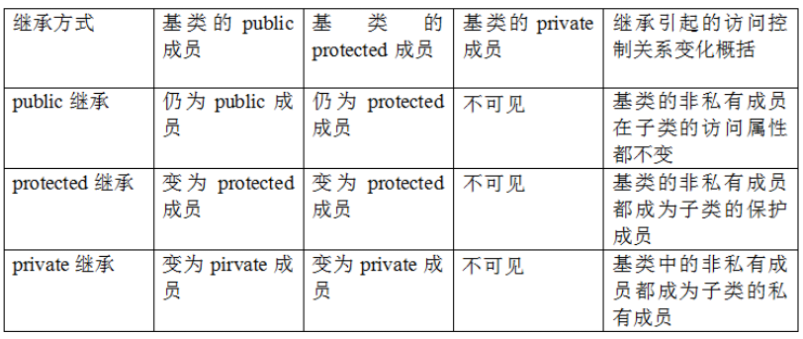 继承方式
基类的 public
成员
基 类 的
protected 成员
基类的 private
成员
继承引起的访问控
制关系变化概括
public 继承
仍为 public 成
员
仍为 protected
成员
不可见
基类的非私有成员
在子类的访问属性
都不变
protected 继承
变为 protected
成员
变为 protected
成员
不可见
基类的非私有成员
都成为子类的保护
成员
private 继承
变为 pirvate 成
员
变为 private 成
员
不可见
基类中的非私有成
员都成为子类的私
有成员